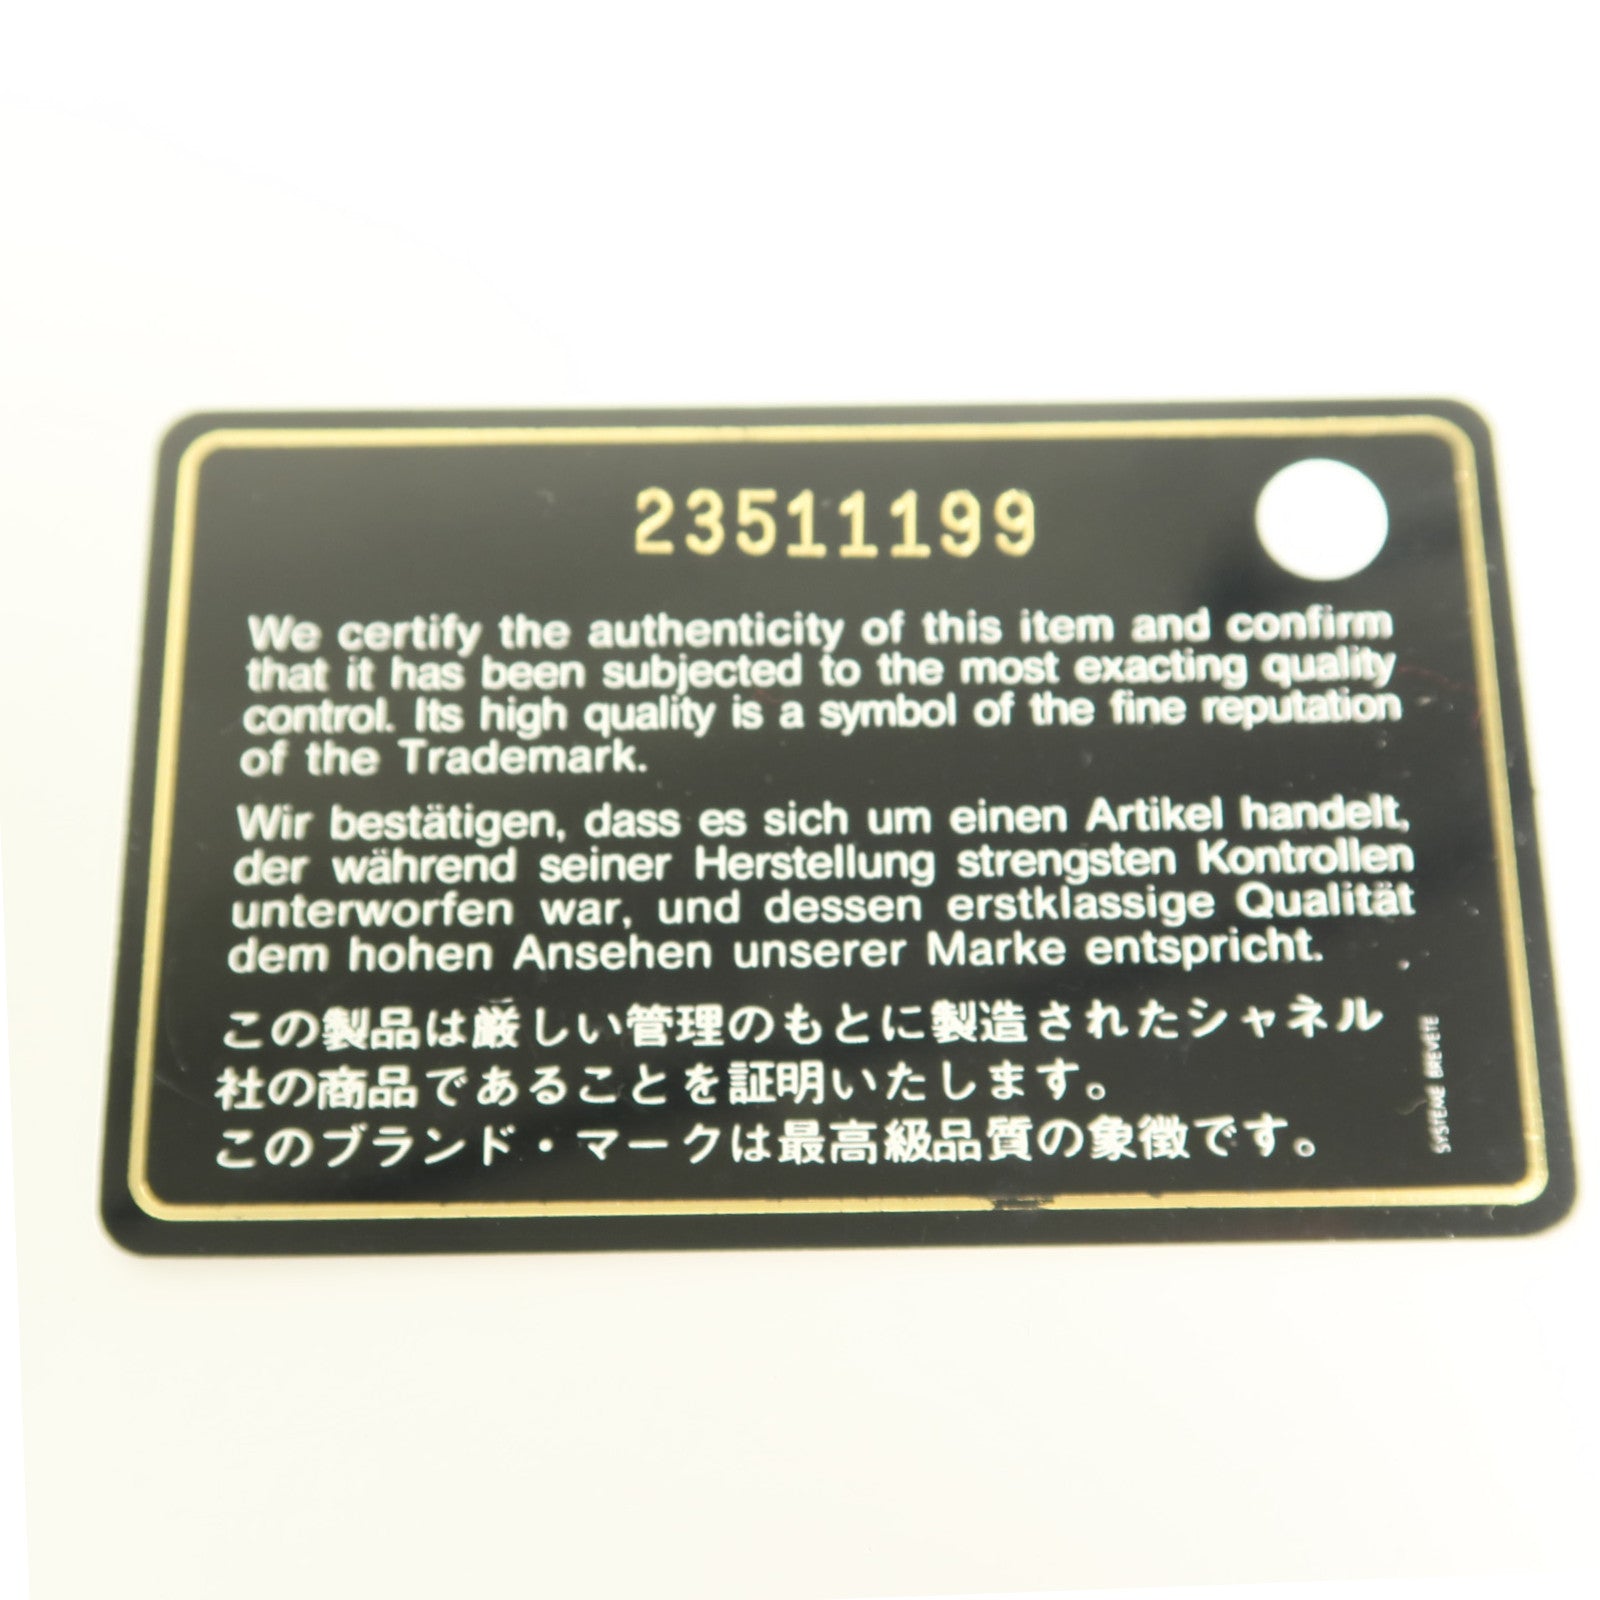 23511199
We certify the authenticity of this item and confirm
that it has been subjected to the most exacting quality
control. Its high quality is a symbol of the fine reputation
of the Trademark.
Wir bestätigen, dass es sich um einen Artikel handelt,
der während seiner Herstellung strengsten Kontrollen
unterworfen war, und dessen erstklassige Qualität
dem hohen Ansehen unserer Marke entspricht.
この製品は厳しい管理のもとに製造されたシャネル
社の商品であることを証明いたします。
このブランド・マークは最高級品質の象徴です。
SYSTEME BREVETE